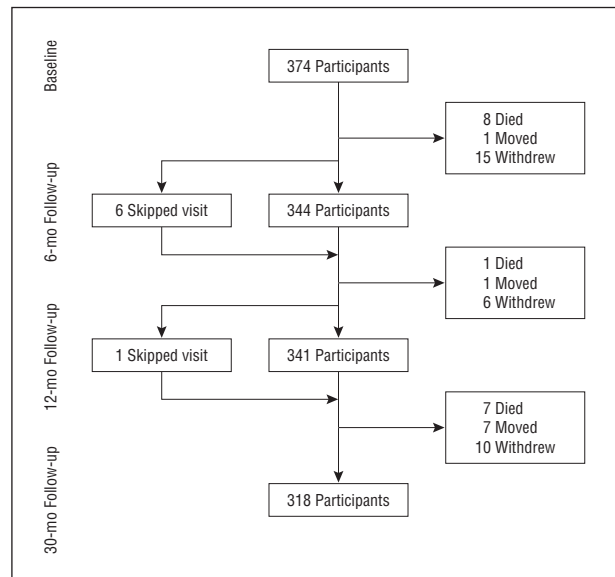 Baseline
374 Participants
8 Died
1 Moved
15 Withdrew
6-mo Follow-up
6 Skipped visit
344 Participants
1 Died
1 Moved
6 Withdrew
12-mo Follow-up
1 Skipped visit
341 Participants
7 Died
7 Moved
10 Withdrew
30-mo Follow-up
318 Participants